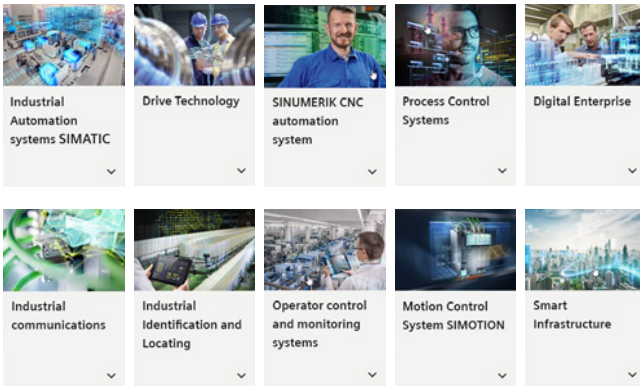 Industrial
Automation
systems SIMATIC
Drive Technology
SINUMERIK CNC
automation
system
Process Control
Systems
Digital Enterprise
Industrial
communications
Industrial
Identification and
Locating
Operator control
and monitoring
systems
Motion Control
System SIMOTION
Smart
Infrastructure